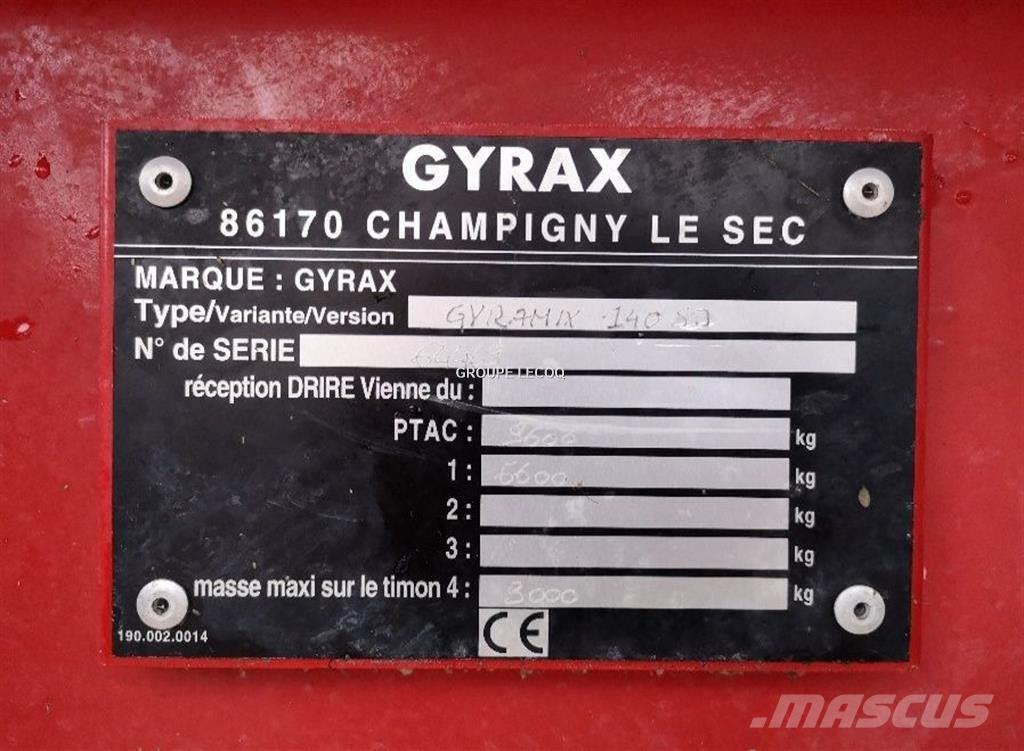 GYRAX
86170 CHAMPIGNY LE SEC
MARQUE : GYRAX
Type/Variante/Version GYRAMIX 140
N° de SERIE
GROUPE LECOQ
réception DRIRE Vienne du :
PTAC : 9600 kg
1 : 6600 kg
2 : kg
3 : kg
masse maxi sur le timon 4 : 3000 kg
CE
190.002.0014
MASCUS